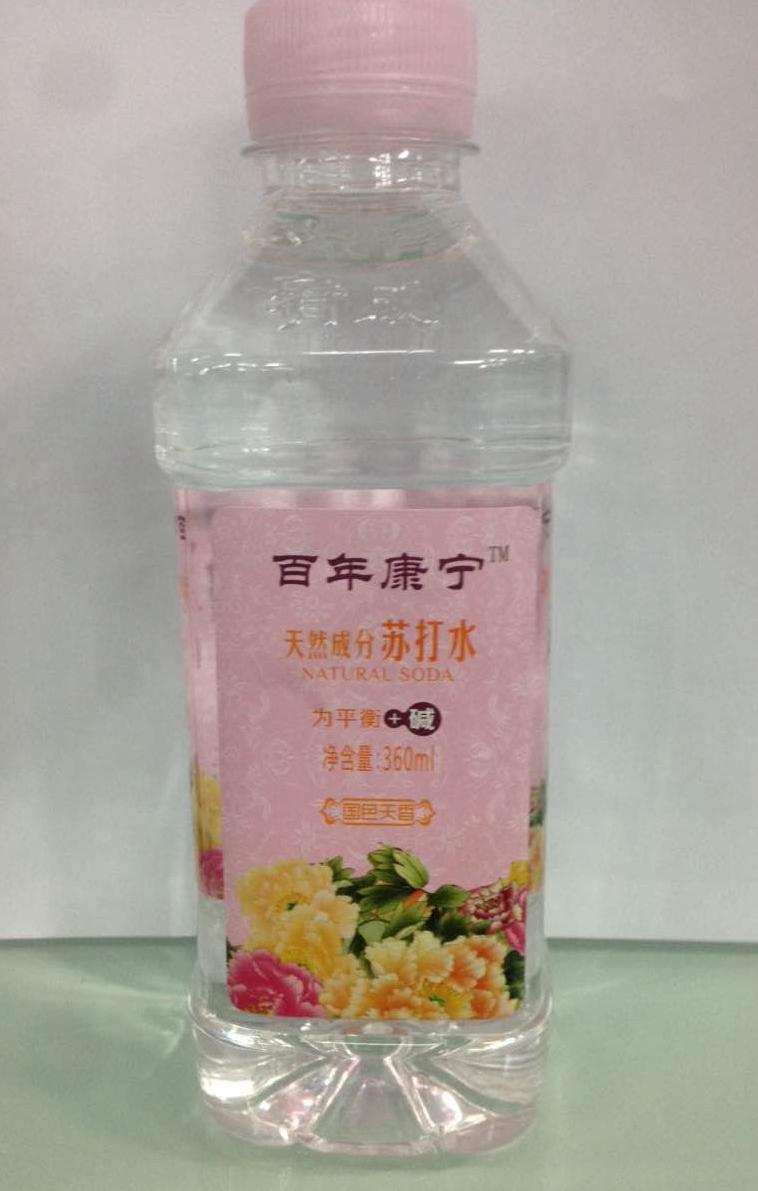 百年康宁™
天然成分苏打水
NATURAL SODA
为平衡+碱
净含量:360ml
国色天香